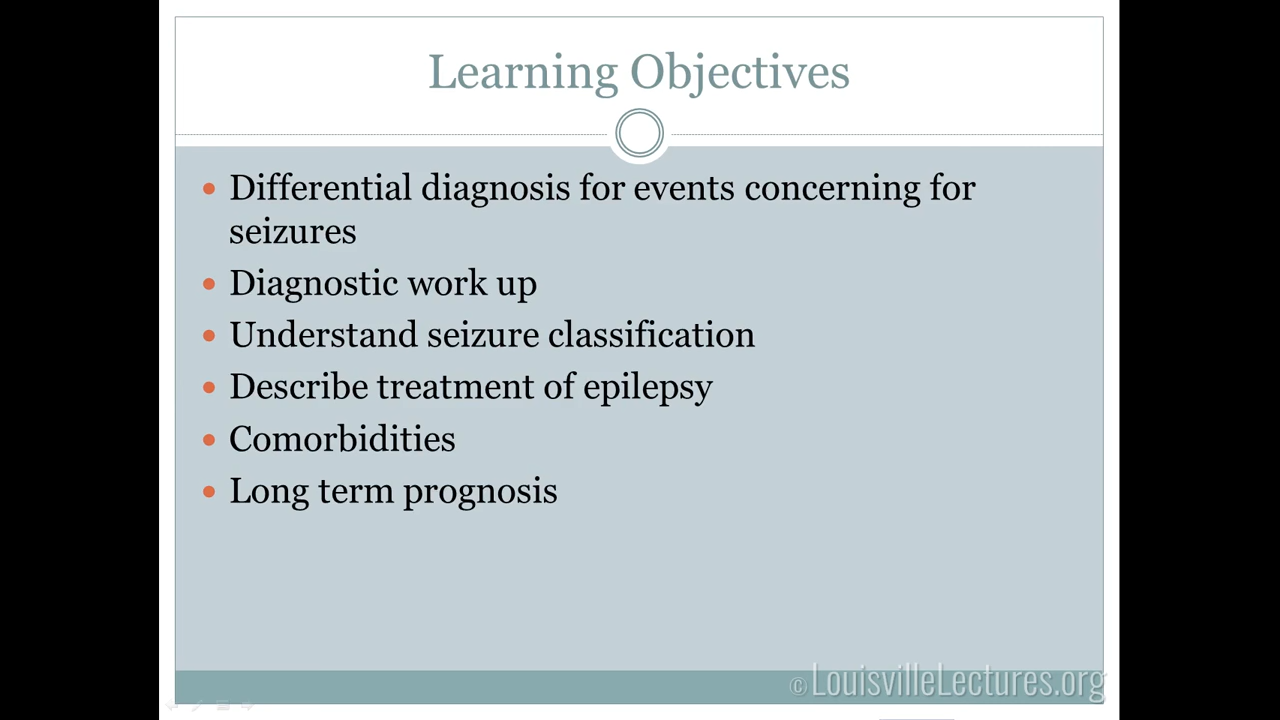 Learning Objectives
• Differential diagnosis for events concerning for
seizures
• Diagnostic work up
• Understand seizure classification
• Describe treatment of epilepsy
• Comorbidities
• Long term prognosis
© LouisvilleLectures.org